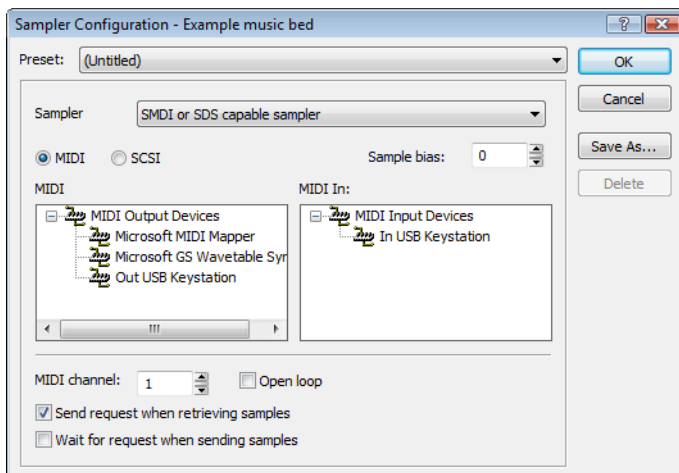 Sampler Configuration - Example music bed
Preset: (Untitled)
OK
Sampler SMDI or SDS capable sampler
Cancel
MIDI SCSI Sample bias: 0
Save As...
MIDI MIDI In:
Delete
MIDI Output Devices
Microsoft MIDI Mapper
Microsoft GS Wavetable Syr
Out USB Keystation
MIDI Input Devices
In USB Keystation
MIDI channel: 1 Open loop
Send request when retrieving samples
Wait for request when sending samples